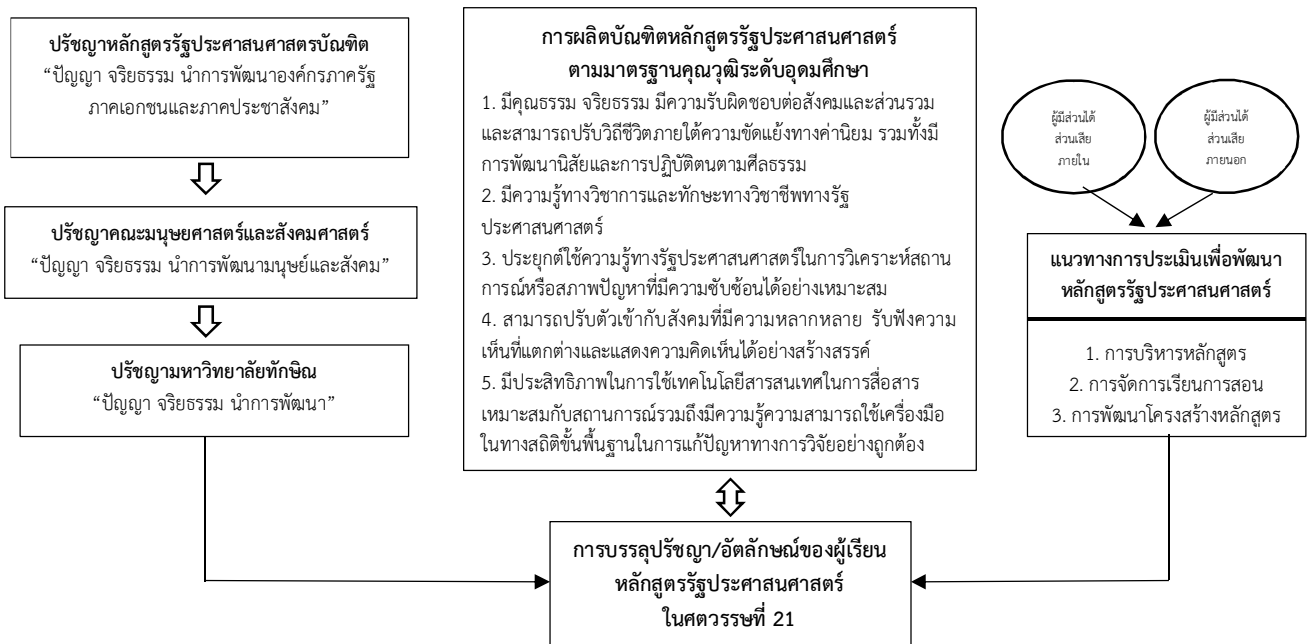 ปรัชญาหลักสูตรรัฐประศาสนศาสตรบัณฑิต
“ปัญญา จริยธรรม นำการพัฒนาองค์กรภาครัฐ
ภาคเอกชนและภาคประชาสังคม”
ปรัชญาคณะมนุษยศาสตร์และสังคมศาสตร์
“ปัญญา จริยธรรม นำการพัฒนามนุษย์และสังคม”
ปรัชญามหาวิทยาลัยทักษิณ
“ปัญญา จริยธรรม นำการพัฒนา”
การผลิตบัณฑิตหลักสูตรรัฐประศาสนศาสตร์
ตามมาตรฐานคุณวุฒิระดับอุดมศึกษา
1. มีคุณธรรม จริยธรรม มีความรับผิดชอบต่อสังคมและส่วนรวม
และสามารถปรับวิถีชีวิตภายใต้ความขัดแย้งทางค่านิยม รวมทั้งมี
การพัฒนานิสัยและการปฏิบัติตนตามศีลธรรม
2. มีความรู้ทางวิชาการและทักษะทางวิชาชีพทางรัฐ
ประศาสนศาสตร์
3. ประยุกต์ใช้ความรู้ทางรัฐประศาสนศาสตร์ในการวิเคราะห์สถาน
การณ์หรือสภาพปัญหาที่มีความซับซ้อนได้อย่างเหมาะสม
4. สามารถปรับตัวเข้ากับสังคมที่มีความหลากหลาย รับฟังความ
เห็นที่แตกต่างและแสดงความคิดเห็นได้อย่างสร้างสรรค์
5. มีประสิทธิภาพในการใช้เทคโนโลยีสารสนเทศในการสื่อสาร
เหมาะสมกับสถานการณ์รวมถึงมีความรู้ความสามารถใช้เครื่องมือ
ในทางสถิติขั้นพื้นฐานในการแก้ปัญหาทางการวิจัยอย่างถูกต้อง
ผู้มีส่วนได้
ส่วนเสีย
ภายใน
ผู้มีส่วนได้
ส่วนเสีย
ภายนอก
แนวทางการประเมินเพื่อพัฒนา
หลักสูตรรัฐประศาสนศาสตร์
1. การบริหารหลักสูตร
2. การจัดการเรียนการสอน
3. การพัฒนาโครงสร้างหลักสูตร
การบรรลุปรัชญา/อัตลักษณ์ของผู้เรียน
หลักสูตรรัฐประศาสนศาสตร์
ในศตวรรษที่ 21